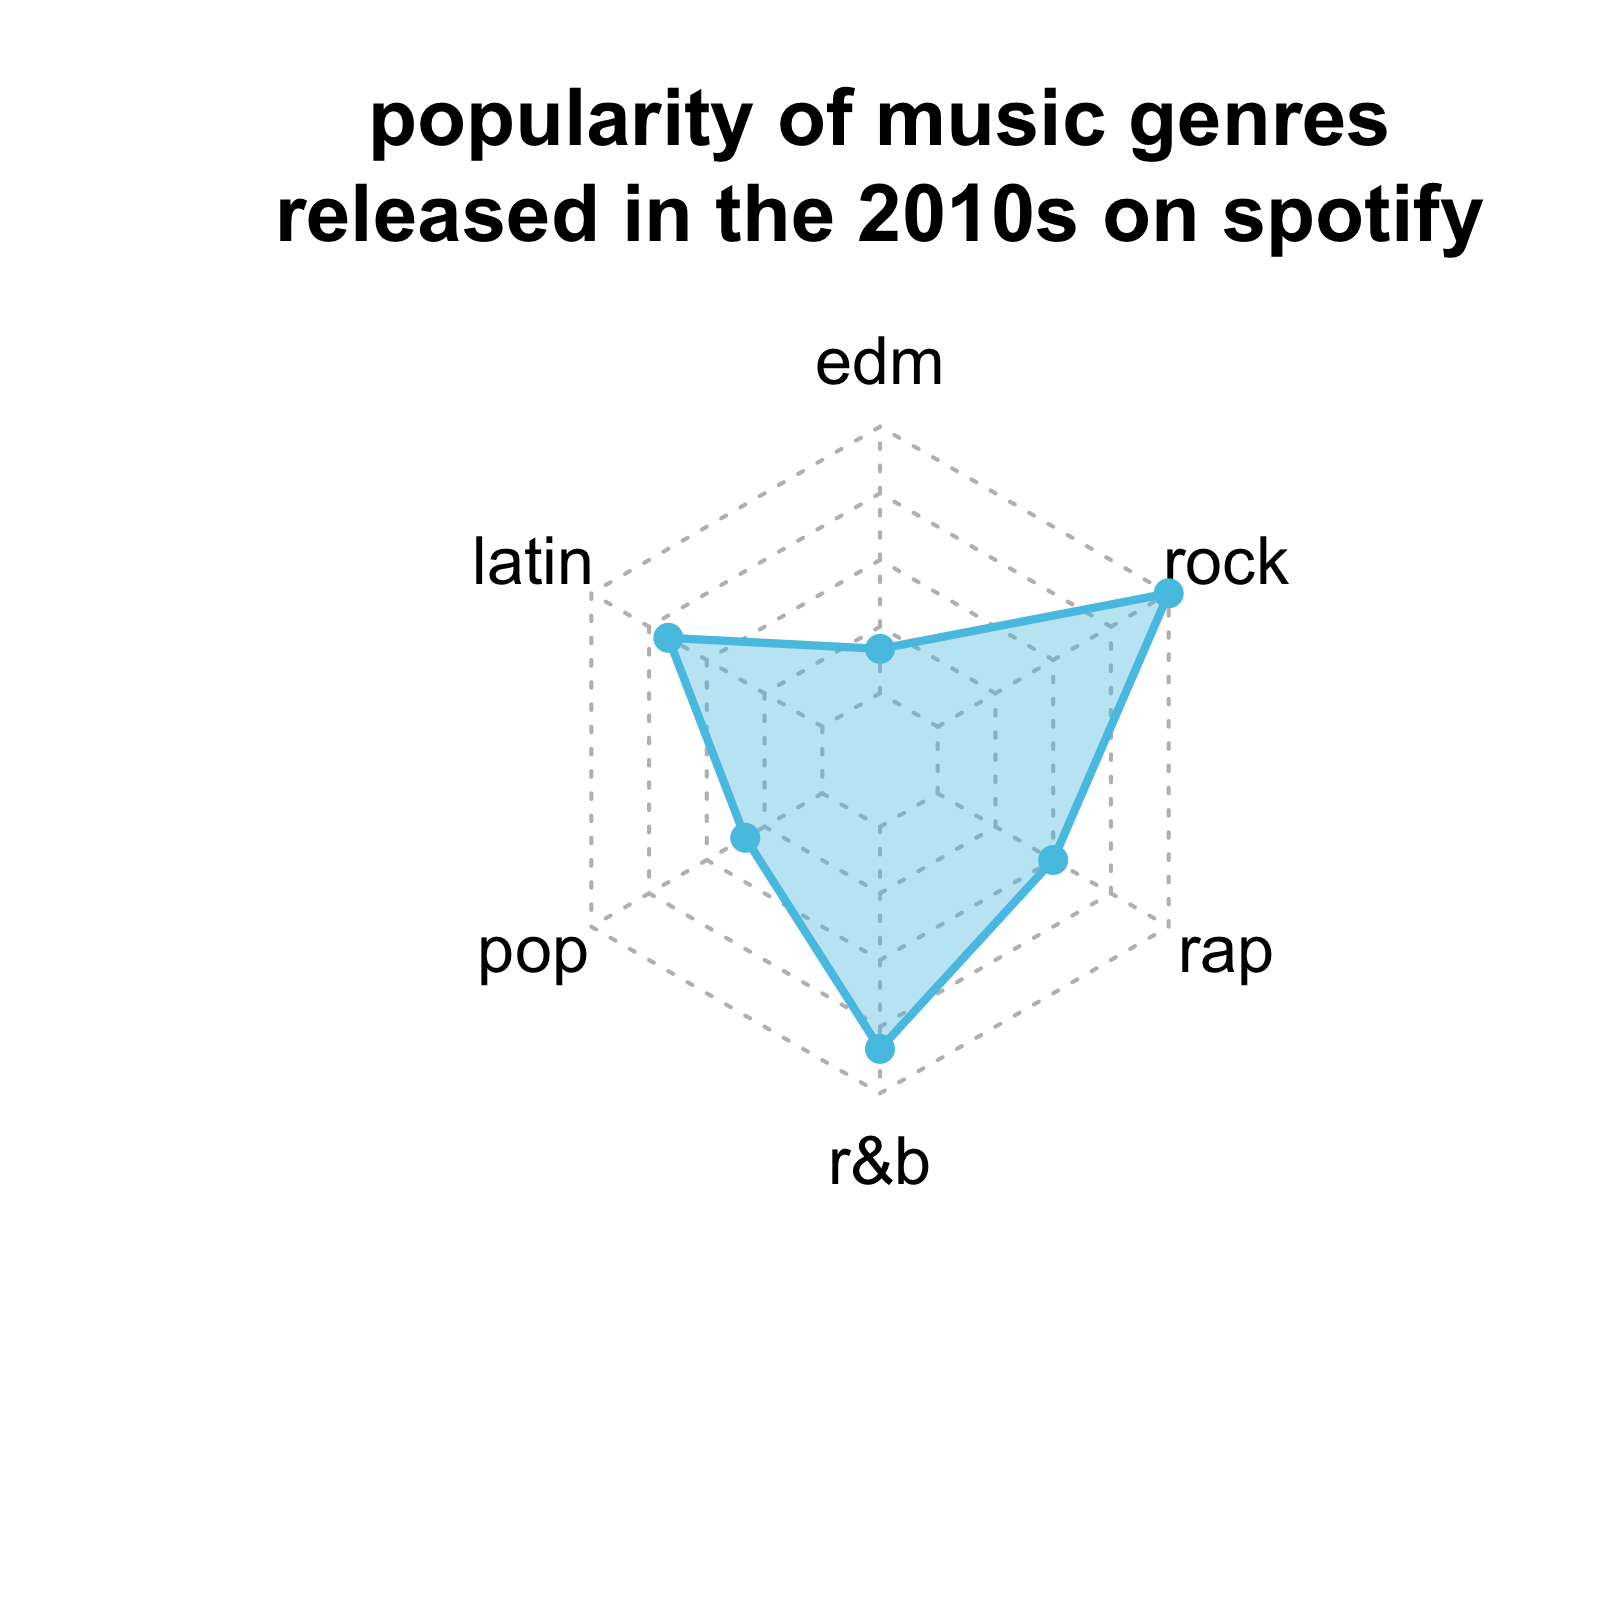 popularity of music genres
released in the 2010s on spotify
edm
latin
rock
pop
rap
r&b